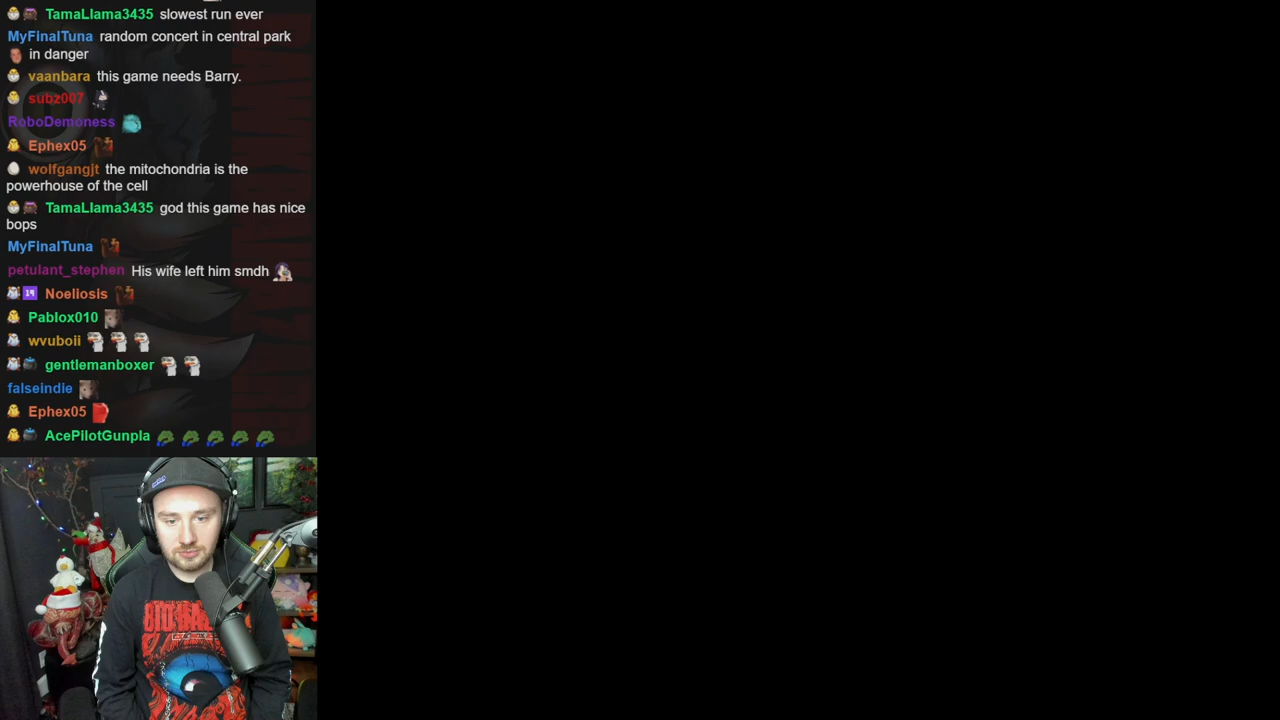 TamaLlama3435 slowest run ever
MyFinalTuna random concert in central park
in danger
vaanbara this game needs Barry.
subz007
RoboDemoness
Ephex05
wolfgangjt the mitochondria is the
powerhouse of the cell
TamaLlama3435 god this game has nice
bops
MyFinalTuna
petulant_stephen His wife left him smdh
19 Noeliosis
Pablox010
wvuboii
gentlemanboxer
falseindie
Ephex05
AcePilotGunpla